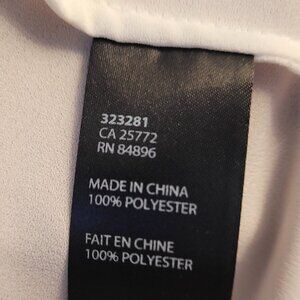 323281
CA 25772
RN 84896
MADE IN CHINA
100% POLYESTER
FAIT EN CHINE
100% POLYESTER